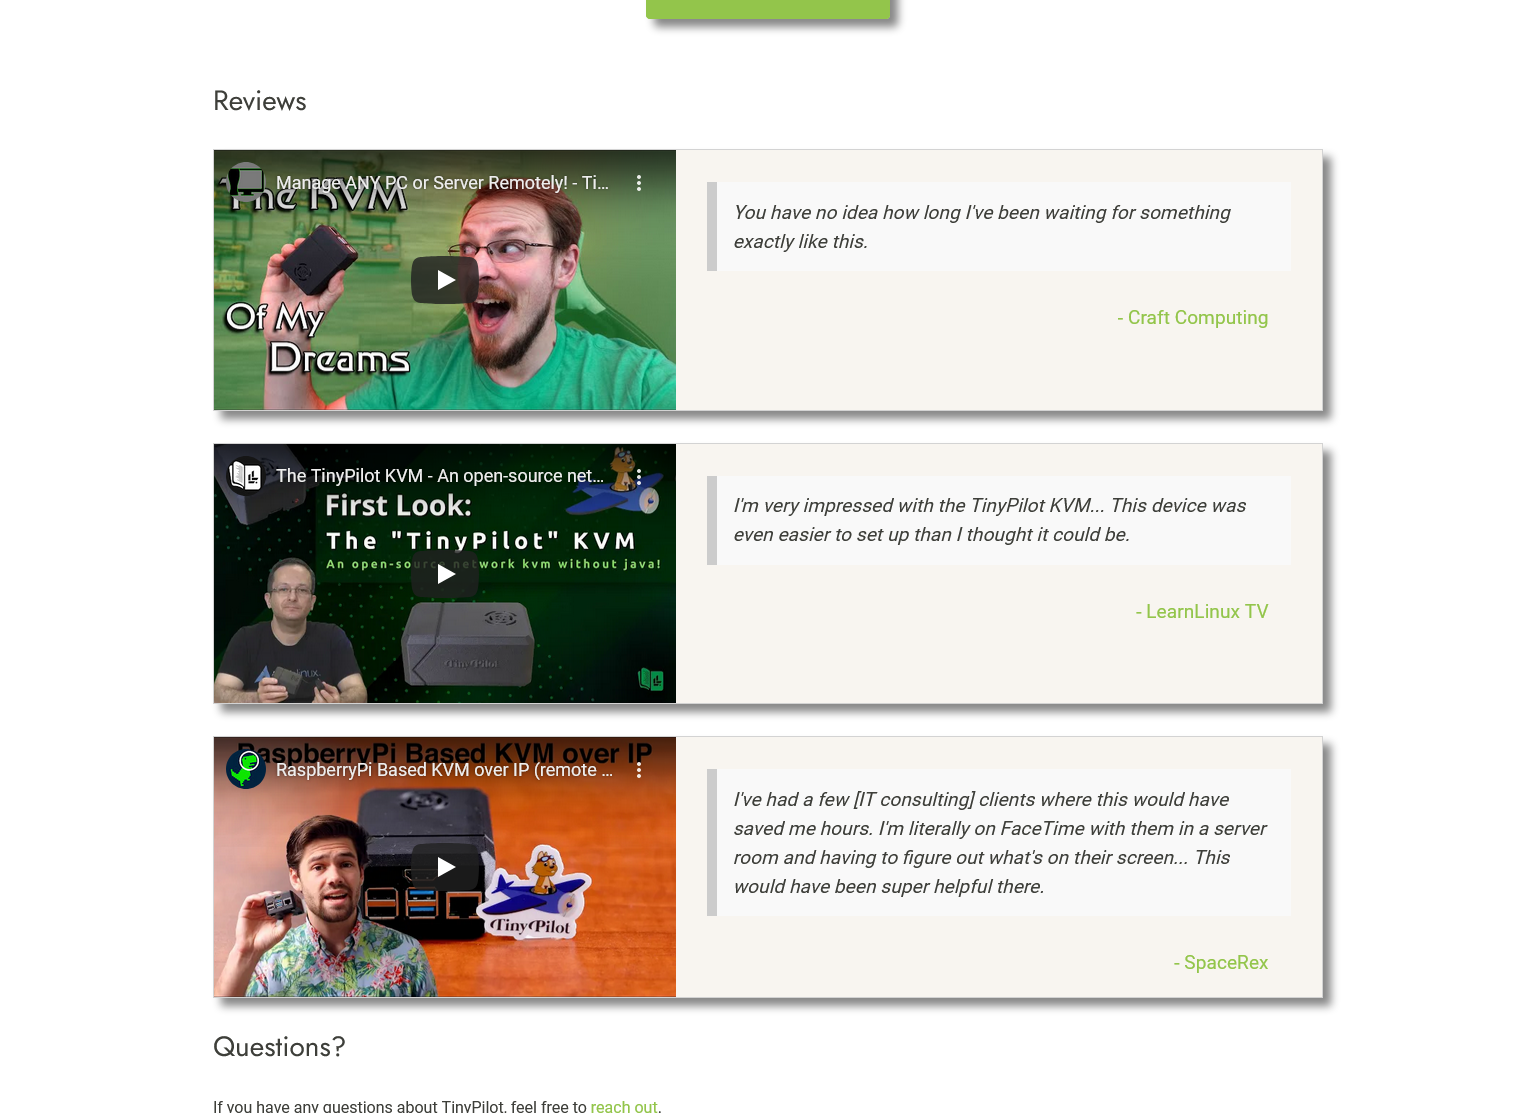 Reviews
The KVM
Manage ANY PC or Server Remotely! - Ti...
Of My
Dreams
You have no idea how long I've been waiting for something
exactly like this.
- Craft Computing
The TinyPilot KVM - An open-source net...
First Look:
The "TinyPilot" KVM
An open-source network kvm without java!
TinyPilot
I'm very impressed with the TinyPilot KVM... This device was
even easier to set up than I thought it could be.
- LearnLinux TV
RaspberryPi Based KVM over IP
RaspberryPi Based KVM over IP (remote ...
TinyPilot
I've had a few [IT consulting] clients where this would have
saved me hours. I'm literally on FaceTime with them in a server
room and having to figure out what's on their screen... This
would have been super helpful there.
- SpaceRex
Questions?
If you have any questions about TinyPilot, feel free to reach out.